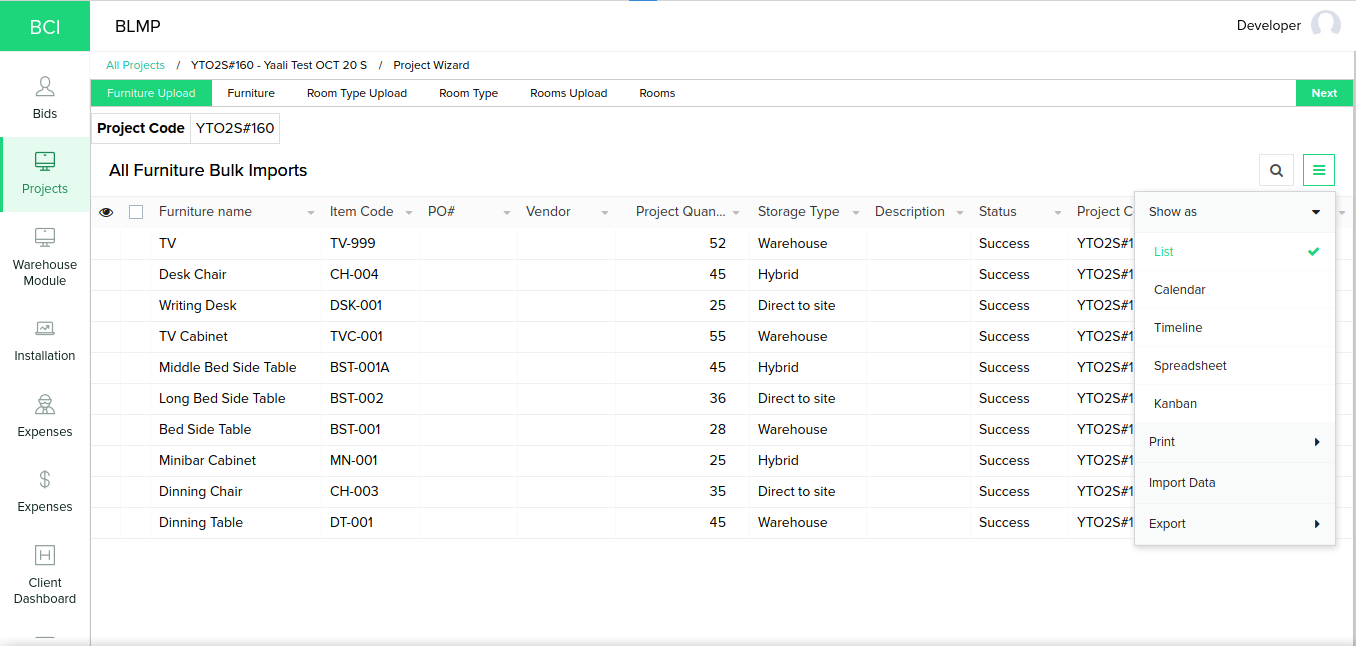 BCI
BLMP
Developer
All Projects / YTO2S#160 - Yaali Test OCT 20 S / Project Wizard
Furniture Upload Furniture Room Type Upload Room Type Rooms Upload Rooms Next
Project Code YTO2S#160
All Furniture Bulk Imports
Bids
Projects
Warehouse
Module
Installation
Expenses
Expenses
Client
Dashboard
Furniture name Item Code PO# Vendor Project Quan... Storage Type Description Status Project C
TV TV-999 52 Warehouse Success YTO2S#1
Desk Chair CH-004 45 Hybrid Success YTO2S#1
Writing Desk DSK-001 25 Direct to site Success YTO2S#1
TV Cabinet TVC-001 55 Warehouse Success YTO2S#1
Middle Bed Side Table BST-001A 45 Hybrid Success YTO2S#1
Long Bed Side Table BST-002 36 Direct to site Success YTO2S#1
Bed Side Table BST-001 28 Warehouse Success YTO2S#1
Minibar Cabinet MN-001 25 Hybrid Success YTO2S#1
Dinning Chair CH-003 35 Direct to site Success YTO2S#1
Dinning Table DT-001 45 Warehouse Success YTO2S#1
Show as
List
Calendar
Timeline
Spreadsheet
Kanban
Print
Import Data
Export